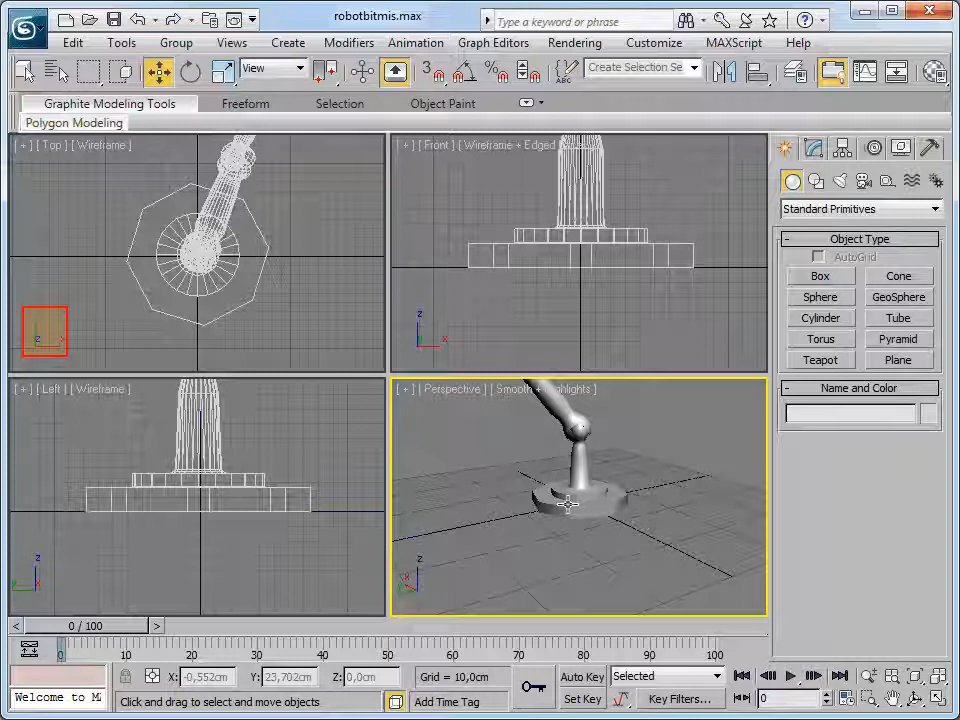 robotbitmis.max
Type a keyword or phrase
Edit Tools Group Views Create Modifiers Animation Graph Editors Rendering Customize MAXScript Help
View
3
ABC
Create Selection Se
Graphite Modeling Tools Freeform Selection Object Paint
Polygon Modeling
[ + ] [ Top ] [ Wireframe ]
[ + ] [ Front ] [ Wireframe + Edged
[ + ] [ Left ] [ Wireframe ]
[ + ] [ Perspective ] [ Smooth + Highlights ]
Standard Primitives
- Object Type
AutoGrid
Box Cone
Sphere GeoSphere
Cylinder Tube
Torus Pyramid
Teapot Plane
- Name and Color
z x
z x
z x
z x
< 0 / 100 >
0 10 20 30 40 50 60 70 80 90 100
X: -0,552cm Y: 23,702cm Z: 0,0cm Grid = 10,0cm Auto Key Selected
Welcome to MA Click and drag to select and move objects Add Time Tag Set Key Key Filters... 0